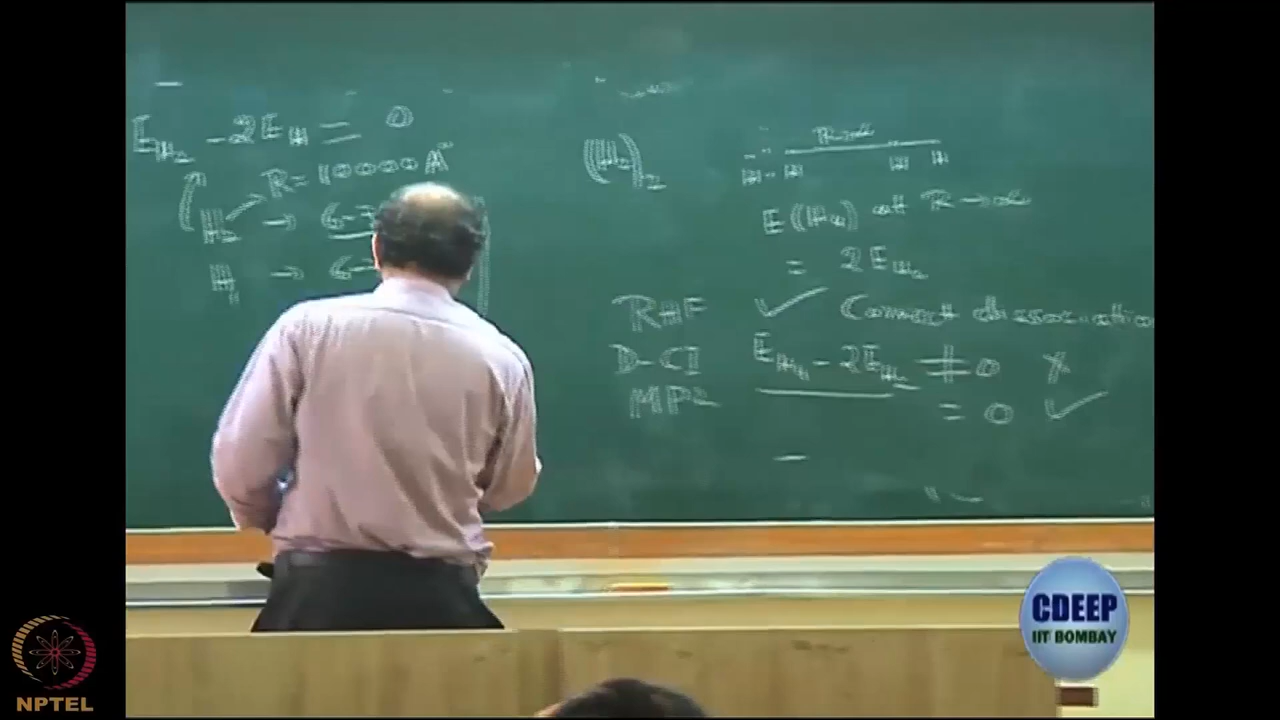 E_{H_2} - 2E_H = 0
R = 10000 A°
H_2 → 6-3
H → 6-
(H_2)_2
R→∝
H-H H H
E(H_4) at R→∝
= 2E_{H_2}
RHF ✓ Correct dissociatio
D-CI E_{H_4} - 2E_{H_2} ≠ 0 ×
MP2 = 0 ✓
CDEEP
IIT BOMBAY
NPTEL